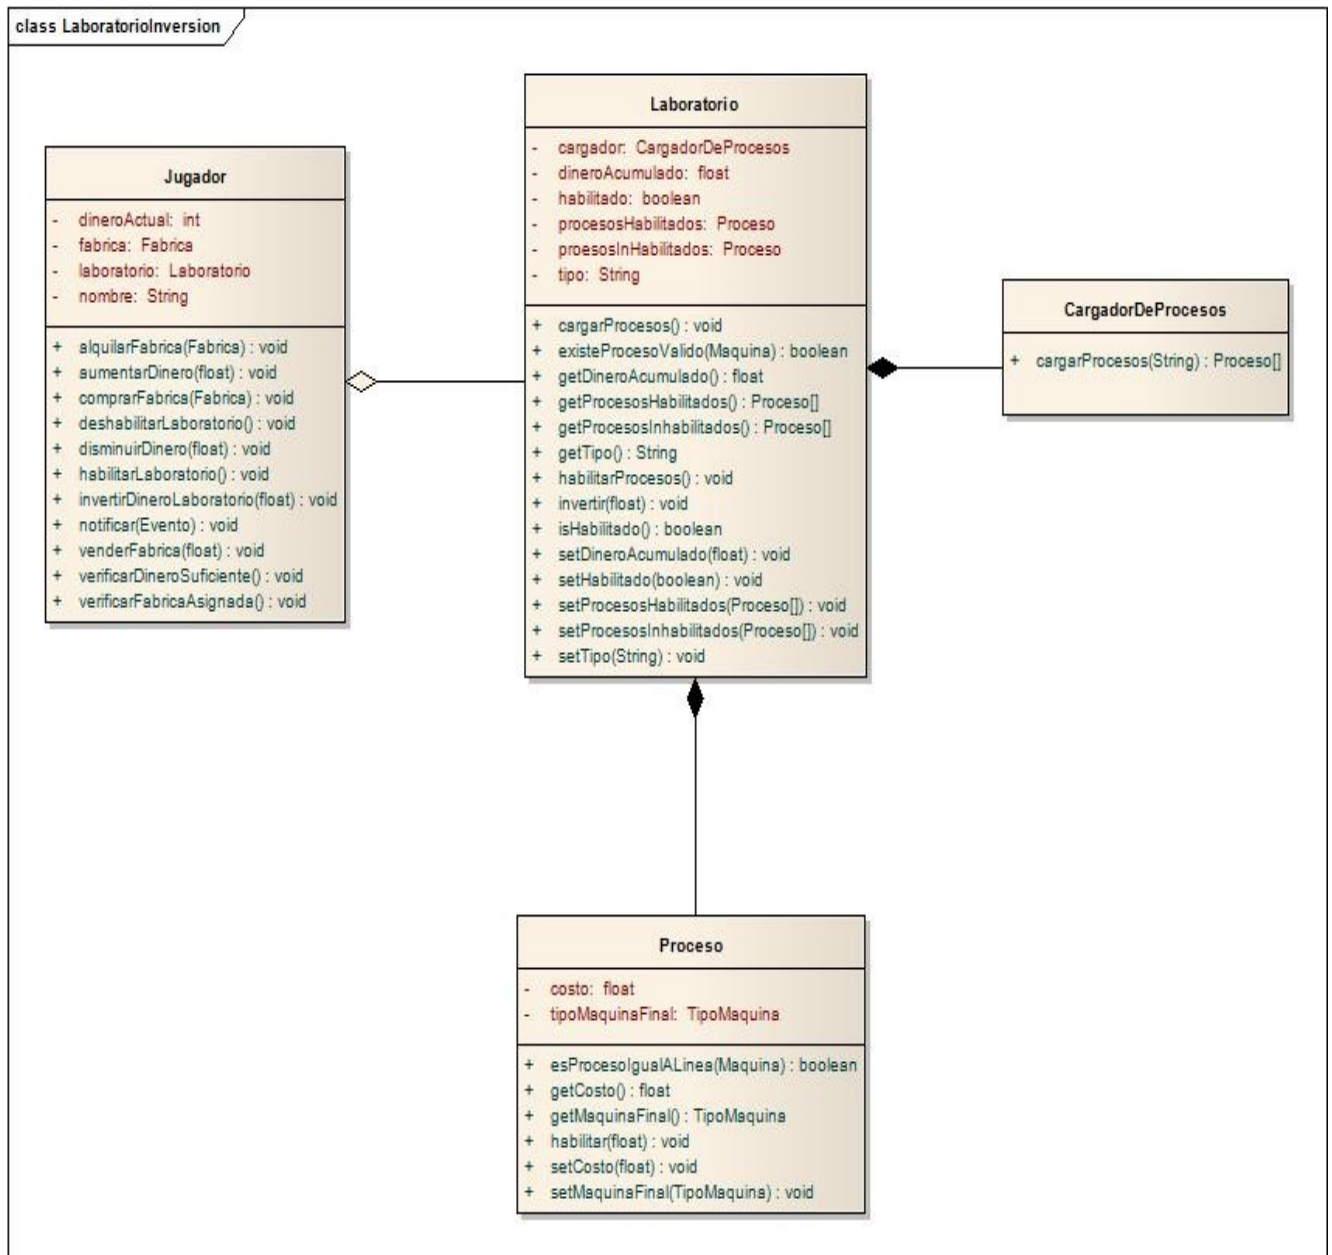 class LaboratorioInversion
Jugador
- dineroActual: int
- fabrica: Fabrica
- laboratorio: Laboratorio
- nombre: String
+ alquilarFabrica(Fabrica) : void
+ aumentarDinero(float) : void
+ comprarFabrica(Fabrica) : void
+ deshabilitarLaboratorio() : void
+ disminuirDinero(float) : void
+ habilitarLaboratorio() : void
+ invertirDineroLaboratorio(float) : void
+ notificar(Evento) : void
+ venderFabrica(float) : void
+ verificarDineroSuficiente() : void
+ verificarFabricaAsignada() : void
Laboratorio
- cargador: CargadorDeProcesos
- dineroAcumulado: float
- habilitado: boolean
- procesosHabilitados: Proceso
- proesosInHabilitados: Proceso
- tipo: String
+ cargarProcesos() : void
+ existeProcesoValido(Maquina) : boolean
+ getDineroAcumulado() : float
+ getProcesosHabilitados() : Proceso[]
+ getProcesosInhabilitados() : Proceso[]
+ getTipo() : String
+ habilitarProcesos() : void
+ invertir(float) : void
+ isHabilitado() : boolean
+ setDineroAcumulado(float) : void
+ setHabilitado(boolean) : void
+ setProcesosHabilitados(Proceso[]) : void
+ setProcesosInhabilitados(Proceso[]) : void
+ setTipo(String) : void
CargadorDeProcesos
+ cargarProcesos(String) : Proceso[]
Proceso
- costo: float
- tipoMaquinaFinal: TipoMaquina
+ esProcesoIgualALinea(Maquina) : boolean
+ getCosto() : float
+ getMaquinaFinal() : TipoMaquina
+ habilitar(float) : void
+ setCosto(float) : void
+ setMaquinaFinal(TipoMaquina) : void